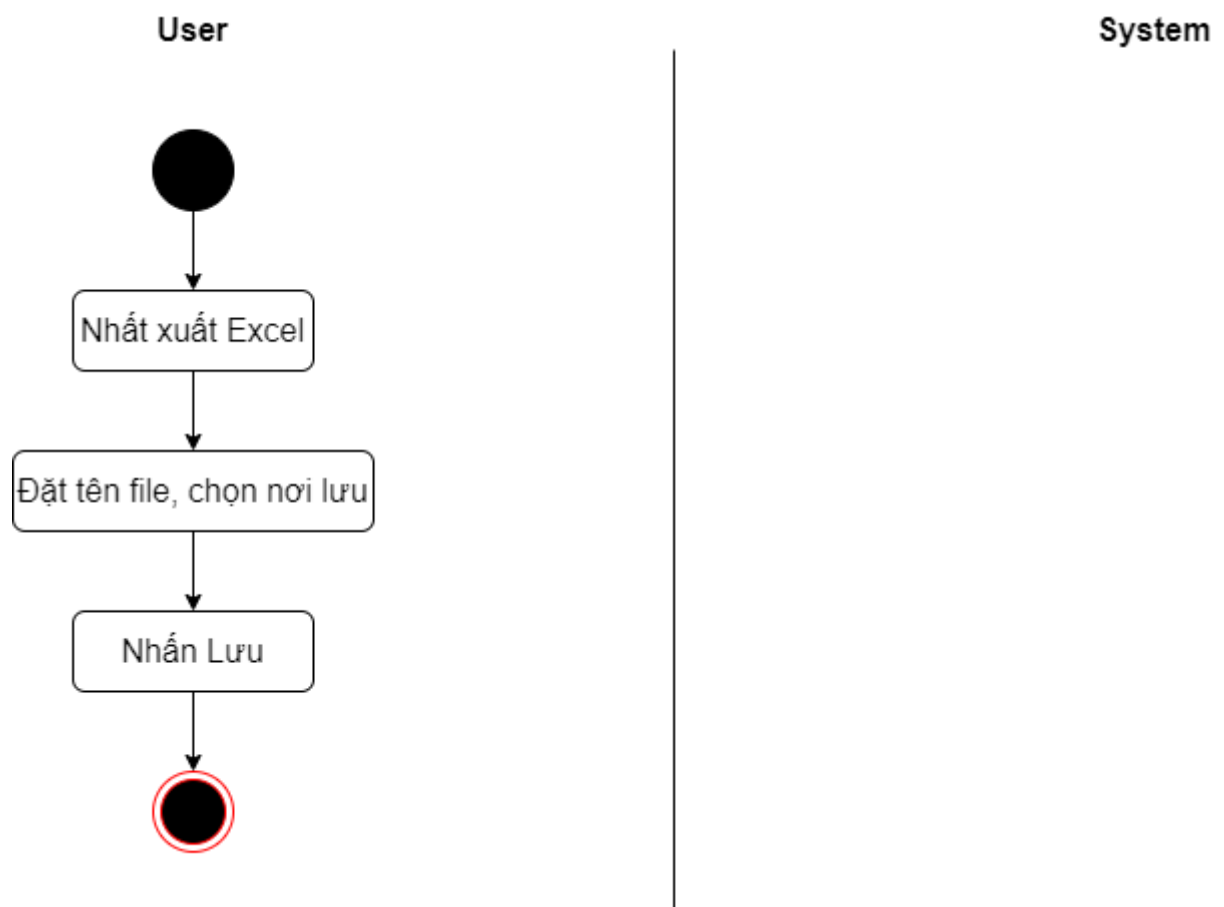 User
System
Nhất xuất Excel
Đặt tên file, chọn nơi lưu
Nhấn Lưu